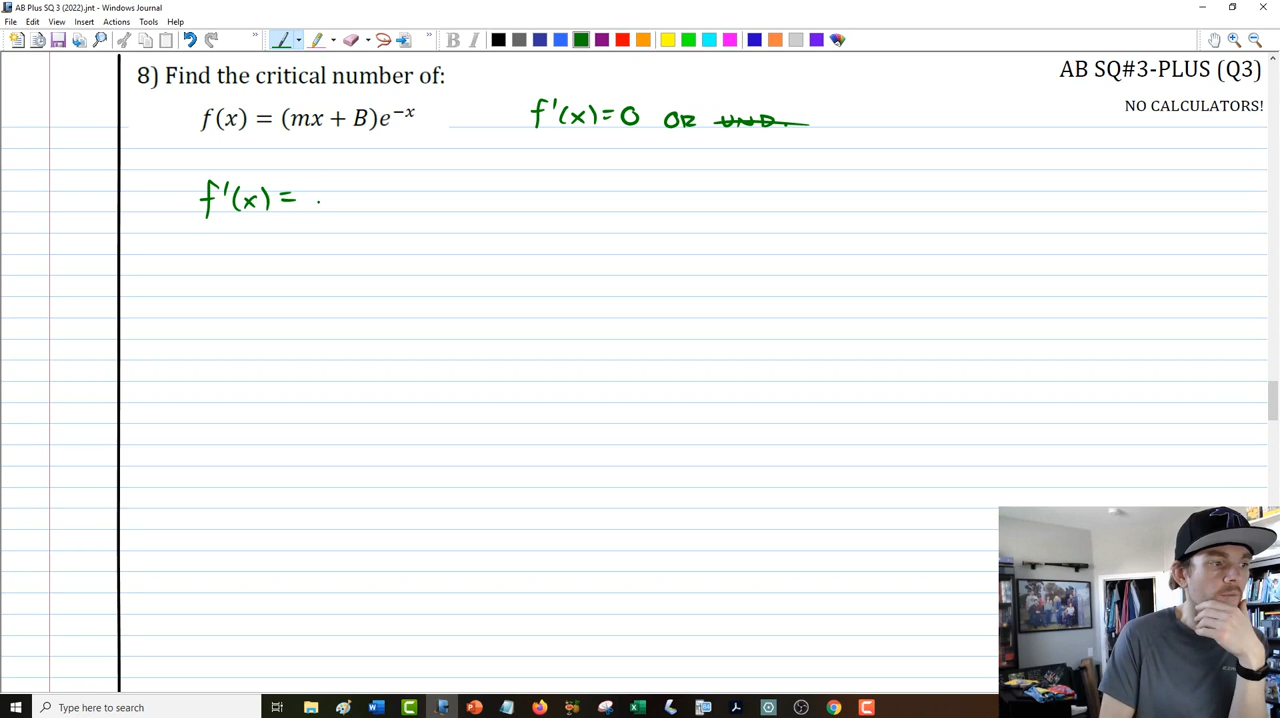 AB Plus SQ 3 (2022).jnt - Windows Journal
File Edit View Insert Actions Tools Help
8) Find the critical number of:
AB SQ#3-PLUS (Q3)
NO CALCULATORS!
f(x) = (mx + B)e^{-x}
f'(x)=0 OR UND.
f'(x) =
Type here to search